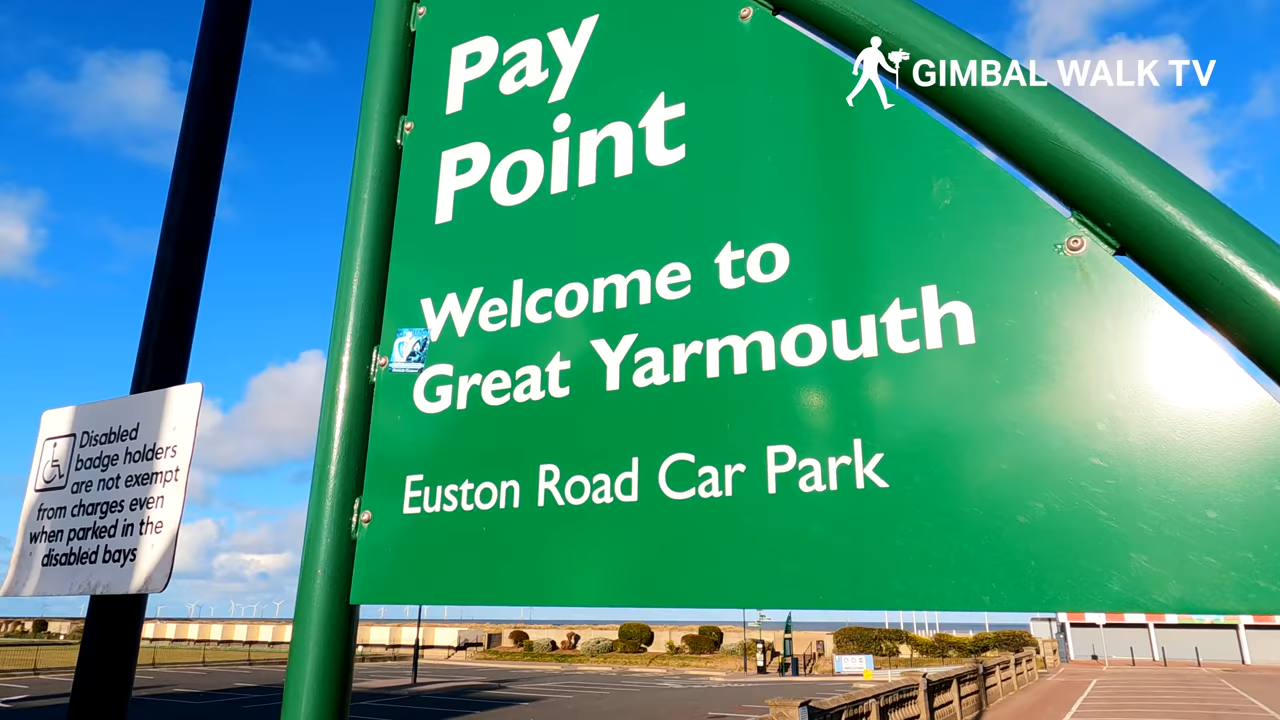 GIMBAL WALK TV
Pay
Point
Welcome to
Great Yarmouth
Euston Road Car Park
Disabled
badge holders
are not exempt
from charges even
when parked in the
disabled bays